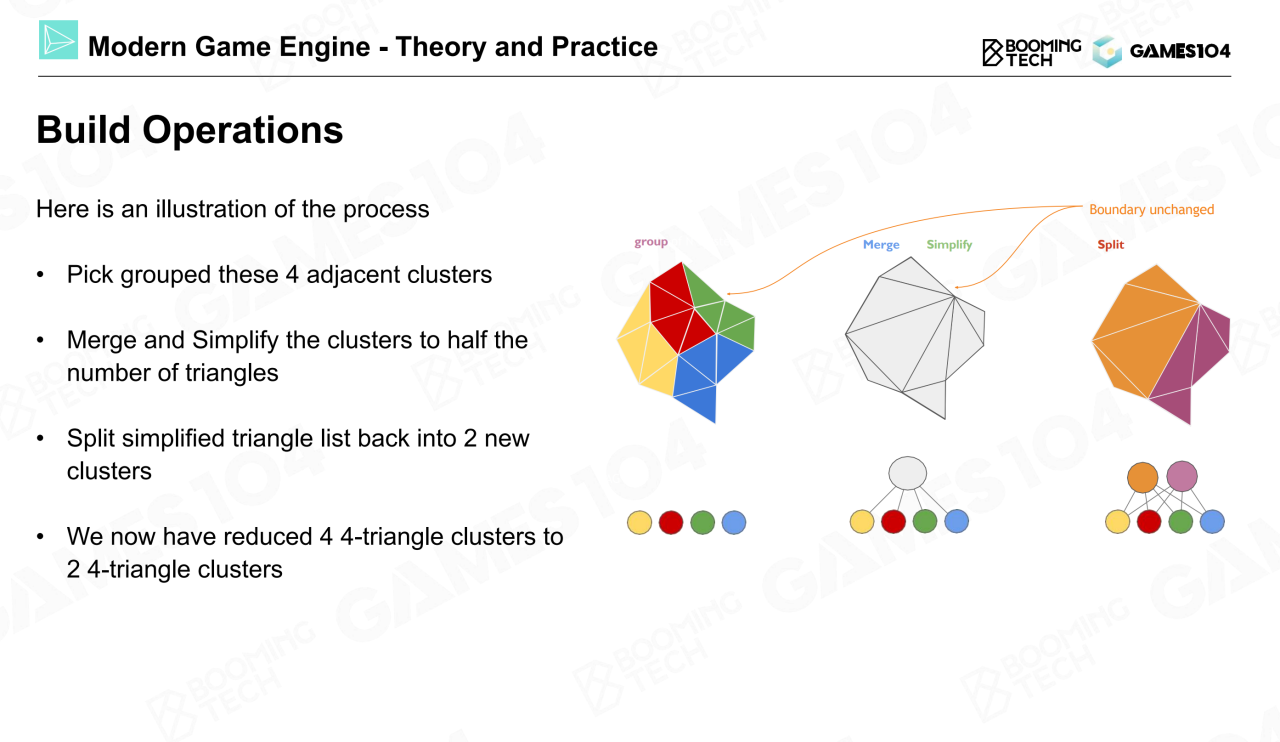 Modern Game Engine - Theory and Practice
BOOMING
TECH
GAMES104
Build Operations
Here is an illustration of the process
• Pick grouped these 4 adjacent clusters
• Merge and Simplify the clusters to half the
number of triangles
• Split simplified triangle list back into 2 new
clusters
• We now have reduced 4 4-triangle clusters to
2 4-triangle clusters
Boundary unchanged
group
Merge
Simplify
Split